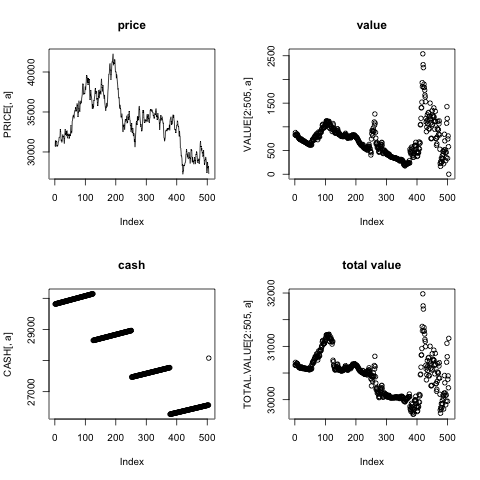 price
PRICE[, a]
30000 35000 40000
0 100 200 300 400 500
Index
value
VALUE[2:505, a]
0 500 1500 2500
0 100 200 300 400 500
Index
cash
CASH[, a]
27000 29000
0 100 200 300 400 500
Index
total value
TOTAL.VALUE[2:505, a]
30000 31000 32000
0 100 200 300 400 500
Index